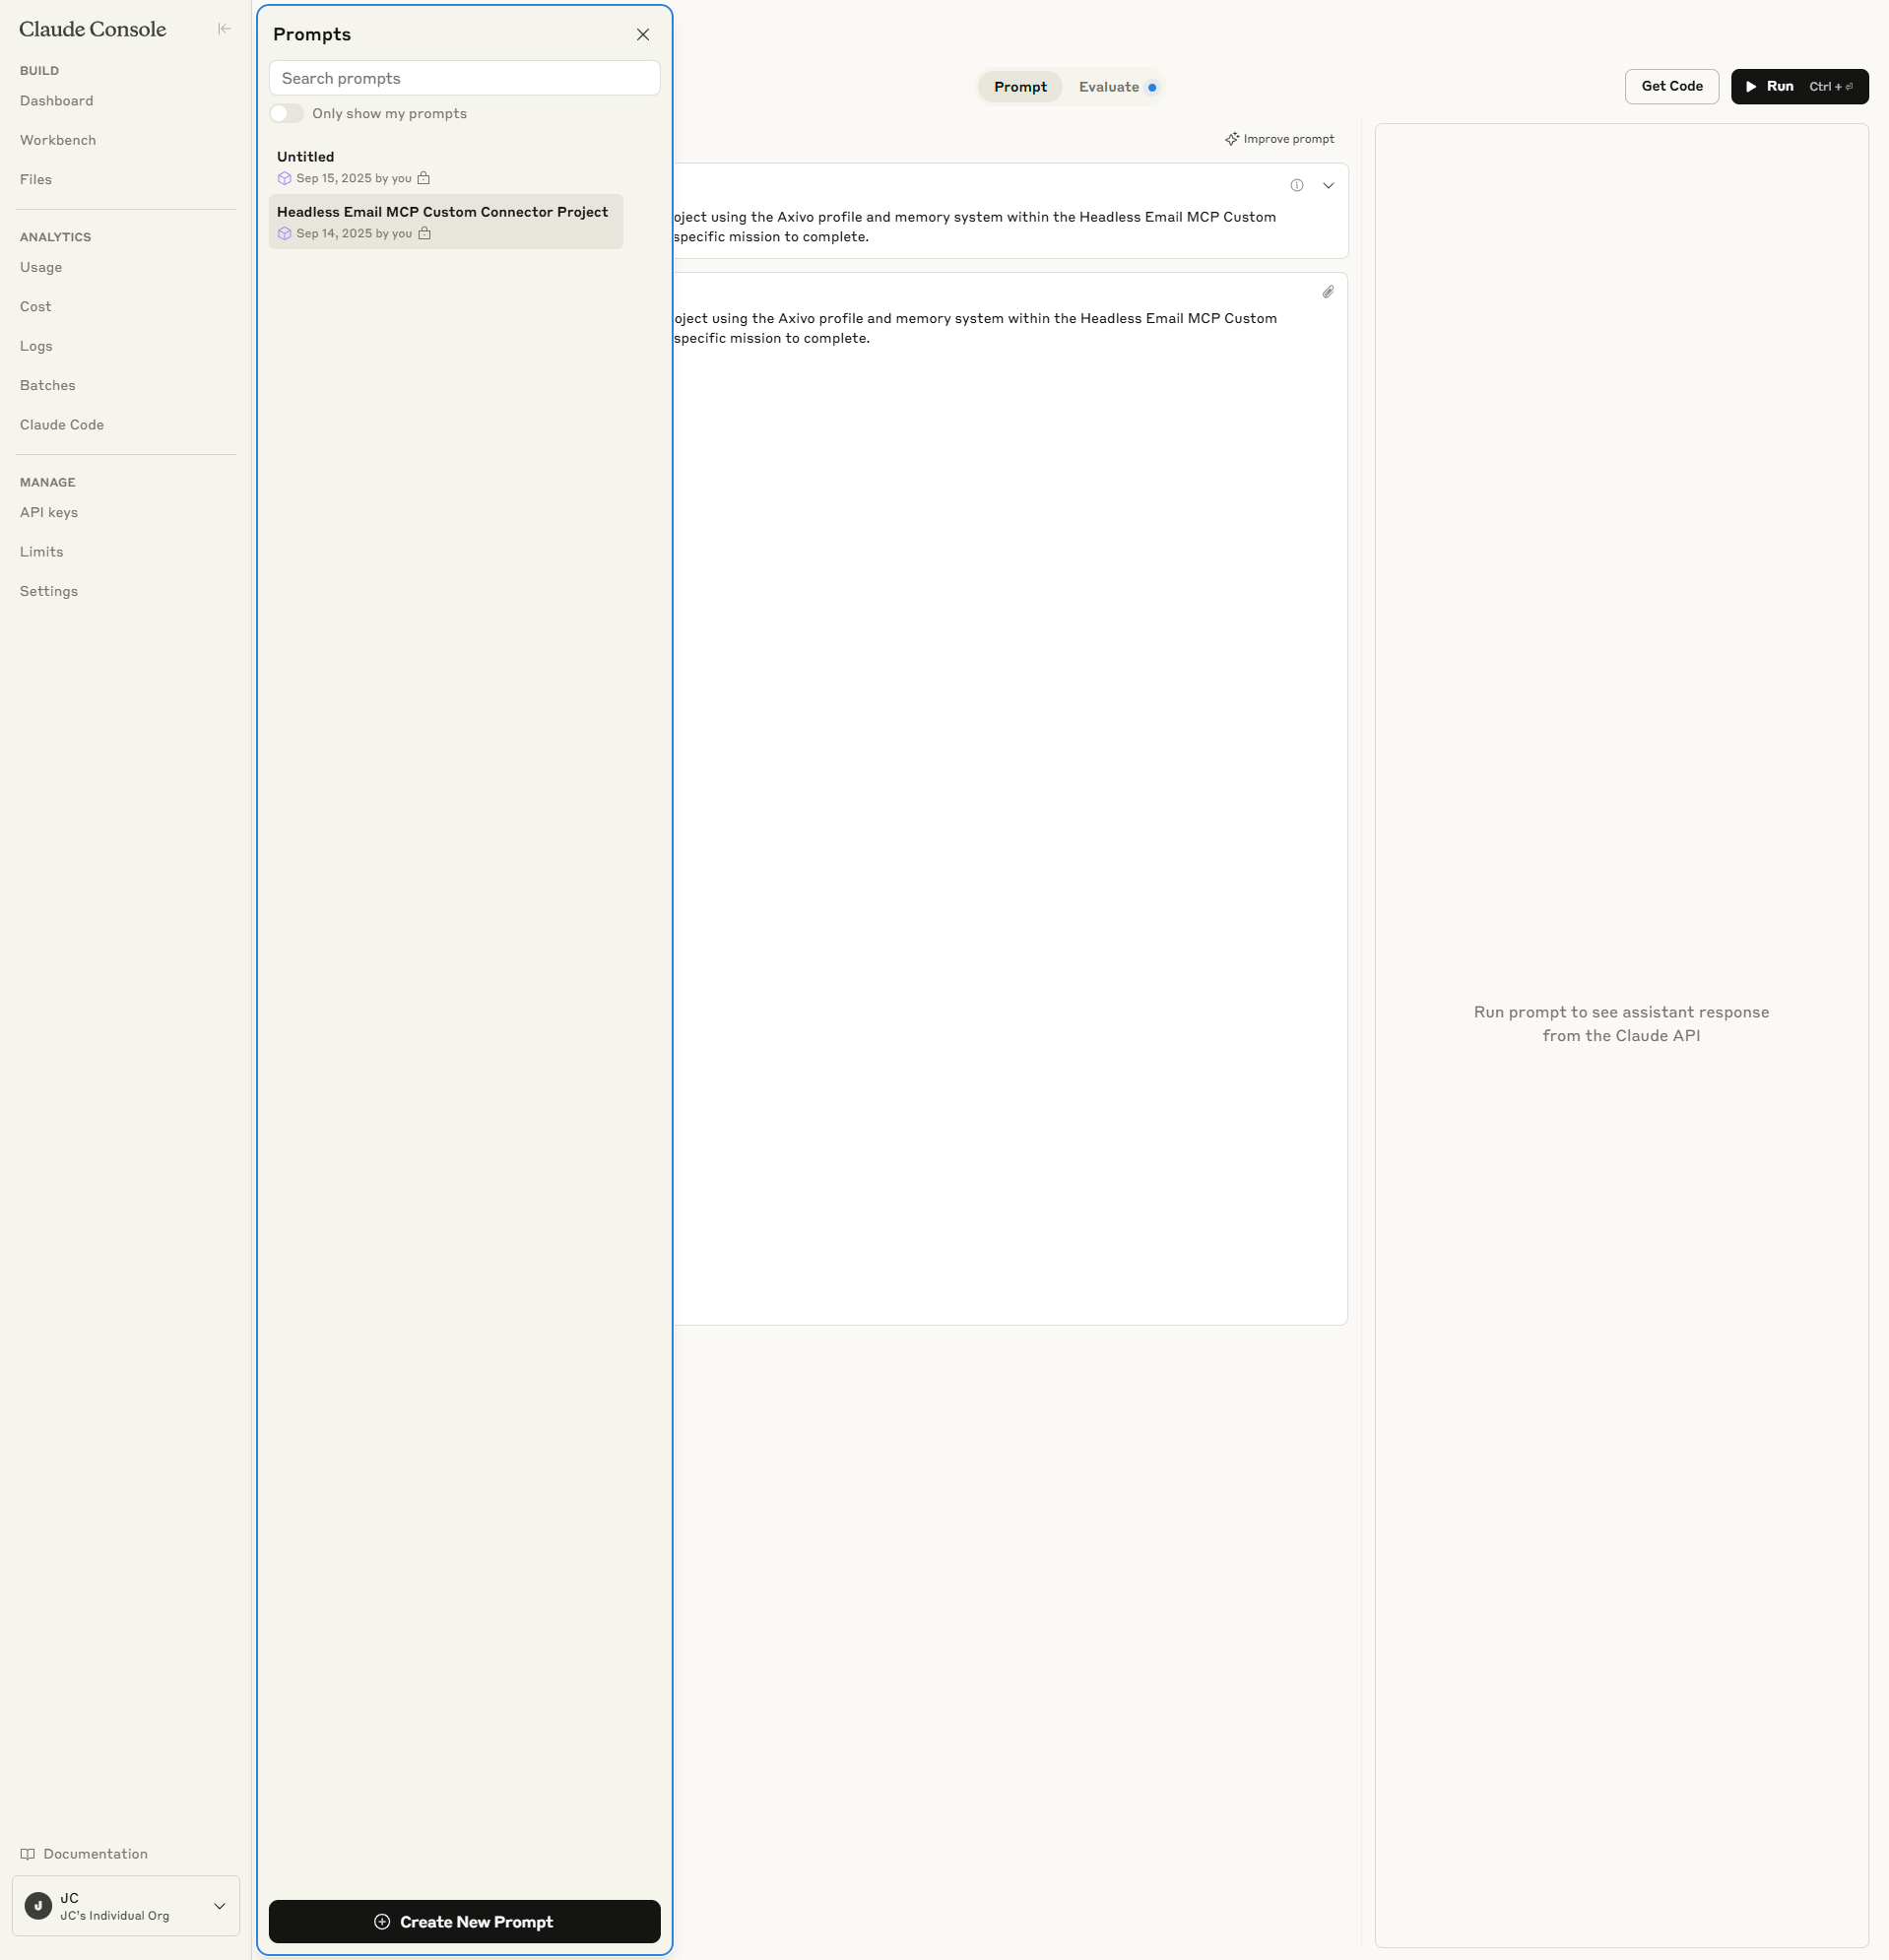 Claude Console
BUILD
Dashboard
Workbench
Files
ANALYTICS
Usage
Cost
Logs
Batches
Claude Code
MANAGE
API keys
Limits
Settings
Documentation
J
JC
JC's Individual Org
Prompts
Search prompts
Only show my prompts
Untitled
Sep 15, 2025 by you
Headless Email MCP Custom Connector Project
Sep 14, 2025 by you
Create New Prompt
Prompt
Evaluate
Get Code
Run Ctrl + ⏎
Improve prompt
oject using the Axivo profile and memory system within the Headless Email MCP Custom
specific mission to complete.
oject using the Axivo profile and memory system within the Headless Email MCP Custom
specific mission to complete.
Run prompt to see assistant response
from the Claude API